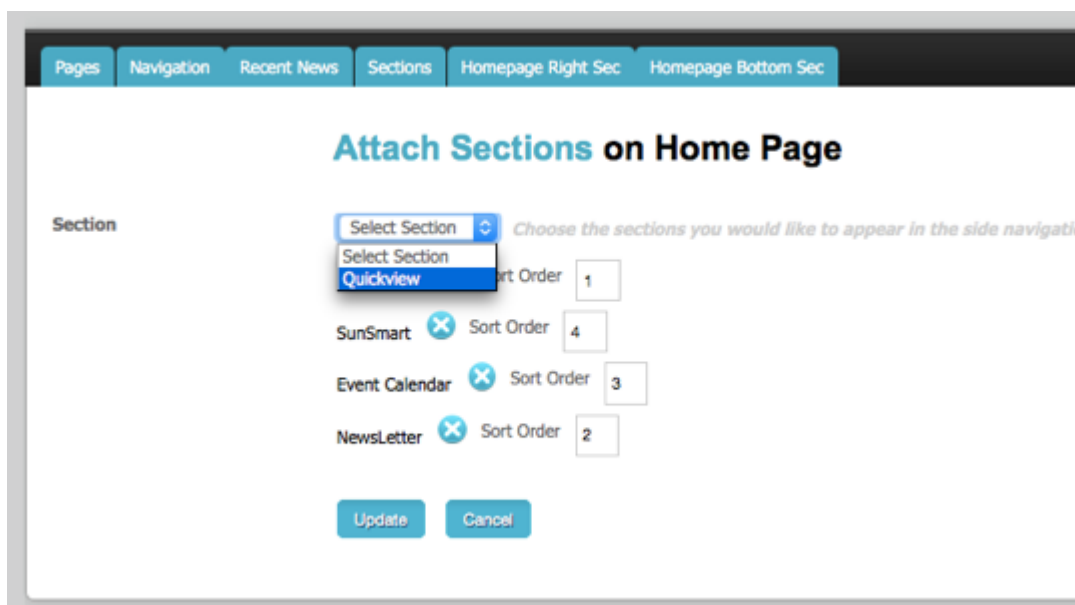 Pages Navigation Recent News Sections Homepage Right Sec Homepage Bottom Sec
Attach Sections on Home Page
Section Select Section Choose the sections you would like to appear in the side navigati
Select Section
Quickview
rt Order 1
SunSmart Sort Order 4
Event Calendar Sort Order 3
NewsLetter Sort Order 2
Update Cancel